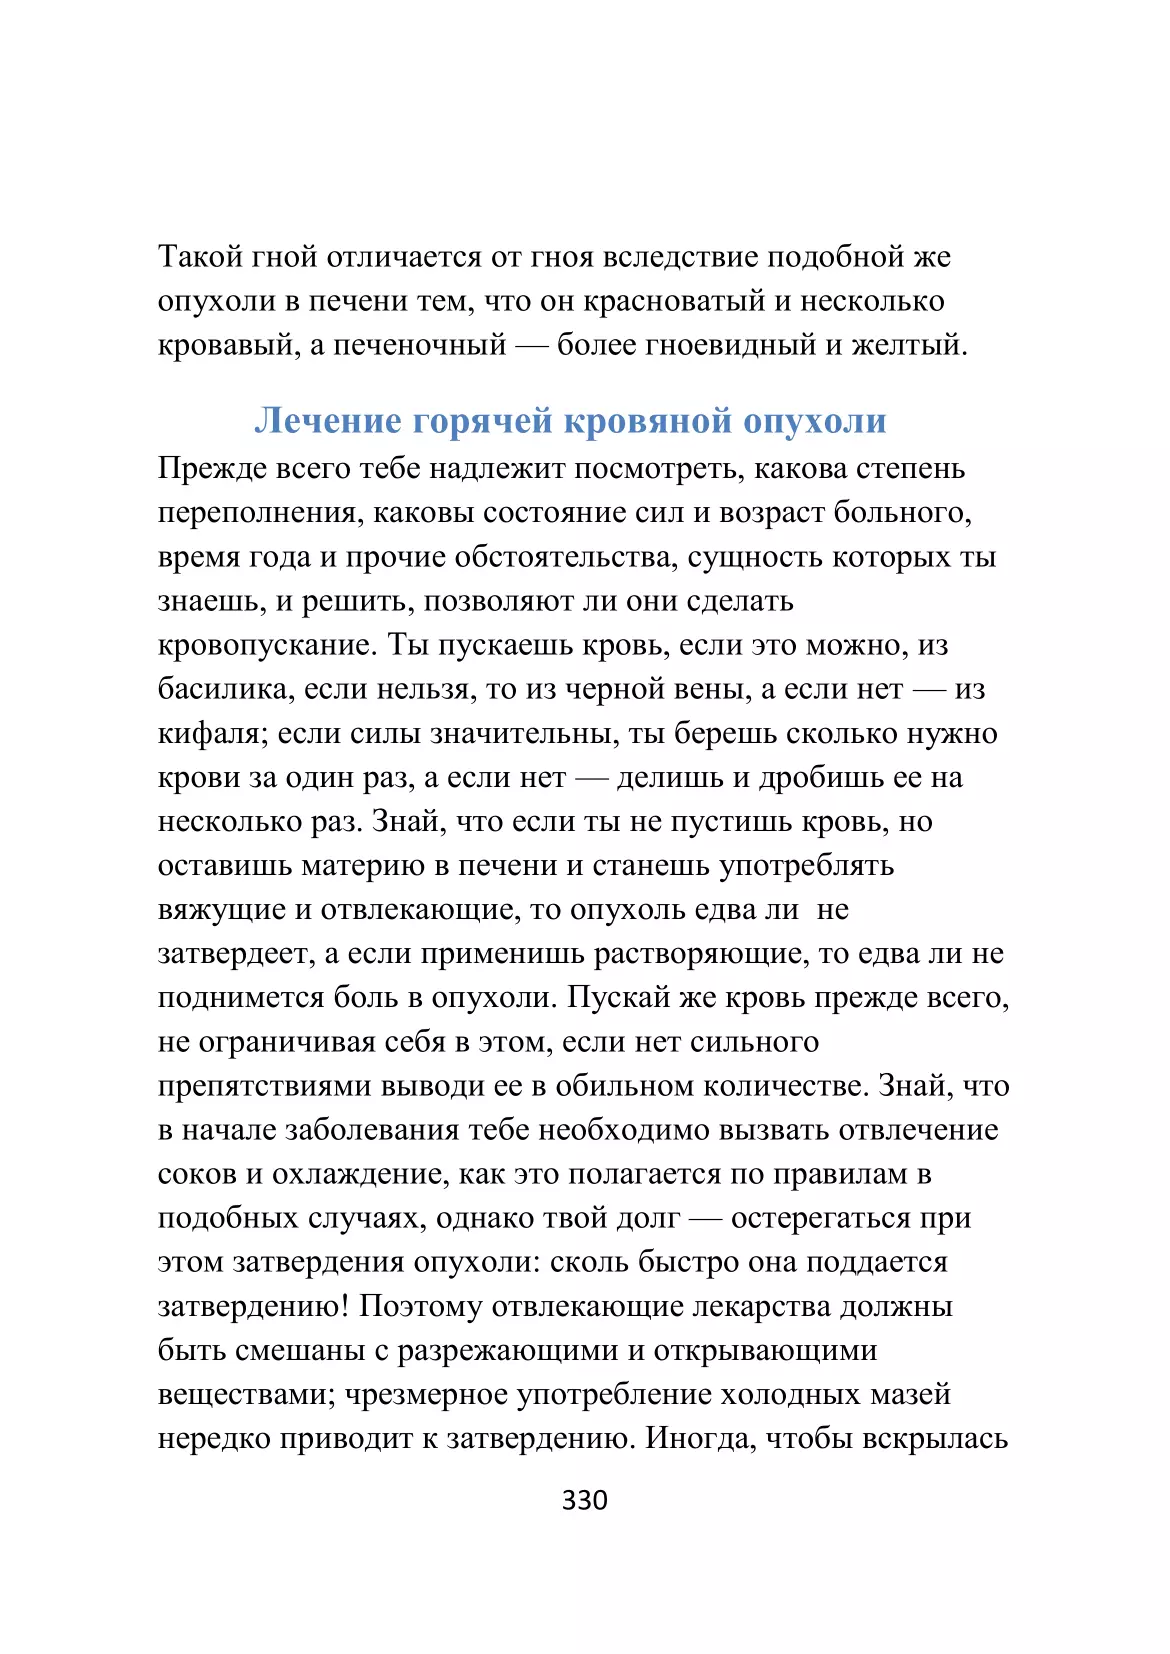 Такой гной отличается от гноя вследствие подобной же
опухоли в печени тем, что он красноватый и несколько
кровавый, а печеночный — более гноевидный и желтый.
Лечение горячей кровяной опухоли
Прежде всего тебе надлежит посмотреть, какова степень
переполнения, каковы состояние сил и возраст больного,
время года и прочие обстоятельства, сущность которых ты
знаешь, и решить, позволяют ли они сделать
кровопускание. Ты пускаешь кровь, если это можно, из
басилика, если нельзя, то из черной вены, а если нет — из
кифаля; если силы значительны, ты берешь сколько нужно
крови за один раз, а если нет — делишь и дробишь ее на
несколько раз. Знай, что если ты не пустишь кровь, но
оставишь материю в печени и станешь употреблять
вяжущие и отвлекающие, то опухоль едва ли  не
затвердеет, а если применишь растворяющие, то едва ли не
поднимется боль в опухоли. Пускай же кровь прежде всего,
не ограничивая себя в этом, если нет сильного
препятствиями выводи ее в обильном количестве. Знай, что
в начале заболевания тебе необходимо вызвать отвлечение
соков и охлаждение, как это полагается по правилам в
подобных случаях, однако твой долг — остерегаться при
этом затвердения опухоли: сколь быстро она поддается
затвердению! Поэтому отвлекающие лекарства должны
быть смешаны с разрежающими и открывающими
веществами; чрезмерное употребление холодных мазей
нередко приводит к затвердению. Иногда, чтобы вскрылась
330